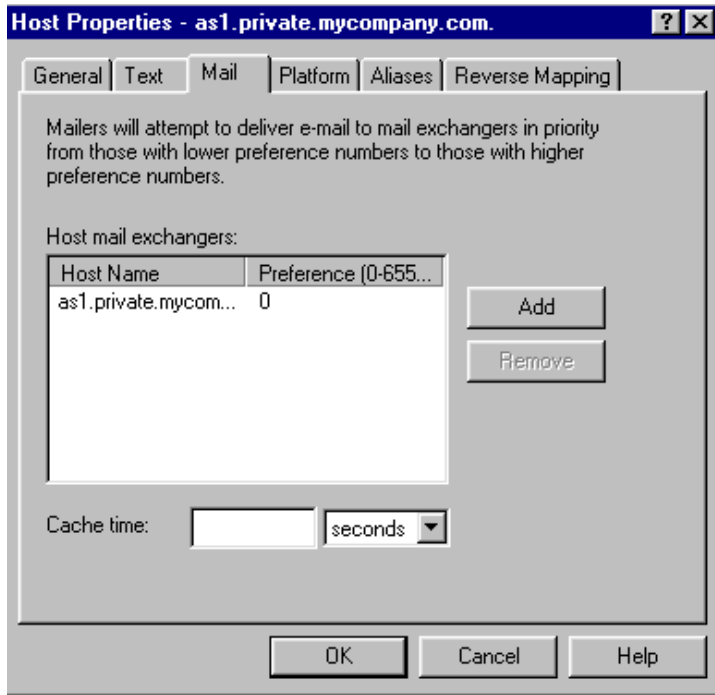 Host Properties - as1.private.mycompany.com.
General Text Mail Platform Aliases Reverse Mapping
Mailers will attempt to deliver e-mail to mail exchangers in priority
from those with lower preference numbers to those with higher
preference numbers.
Host mail exchangers:
Host Name Preference (0-655...
as1.private.mycom... 0
Add
Remove
Cache time: seconds
OK Cancel Help